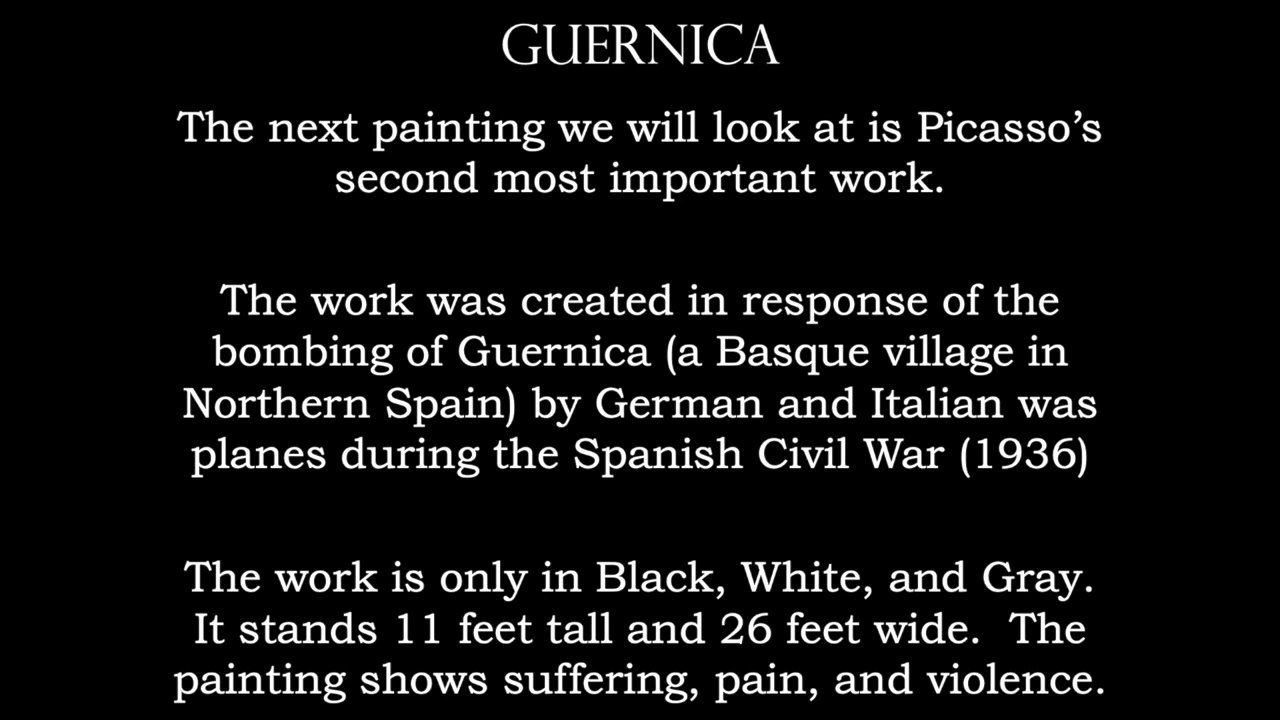 GUERNICA
The next painting we will look at is Picasso’s
second most important work.
The work was created in response of the
bombing of Guernica (a Basque village in
Northern Spain) by German and Italian was
planes during the Spanish Civil War (1936)
The work is only in Black, White, and Gray.
It stands 11 feet tall and 26 feet wide.  The
painting shows suffering, pain, and violence.